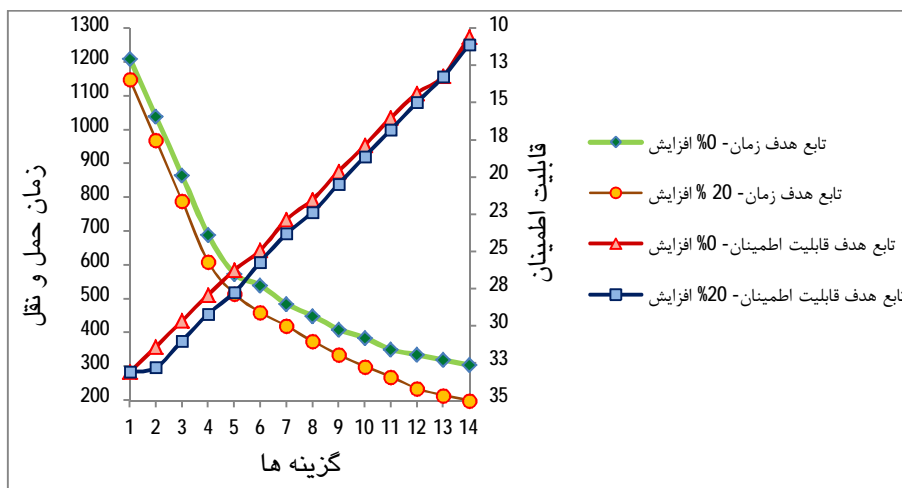 1300
1200
1100
1000
900
800
700
600
500
400
300
200
زمان حمل و نقل
1 2 3 4 5 6 7 8 9 10 11 12 13 14
گزینه ها
10
13
15
18
20
23
25
28
30
33
35
قابلیت اطمینان
تابع هدف زمان- 0% افزایش
تابع هدف زمان- 20 % افزایش
تابع هدف قابلیت اطمینان- 0% افزایش
تابع هدف قابلیت اطمینان- 20% افزایش